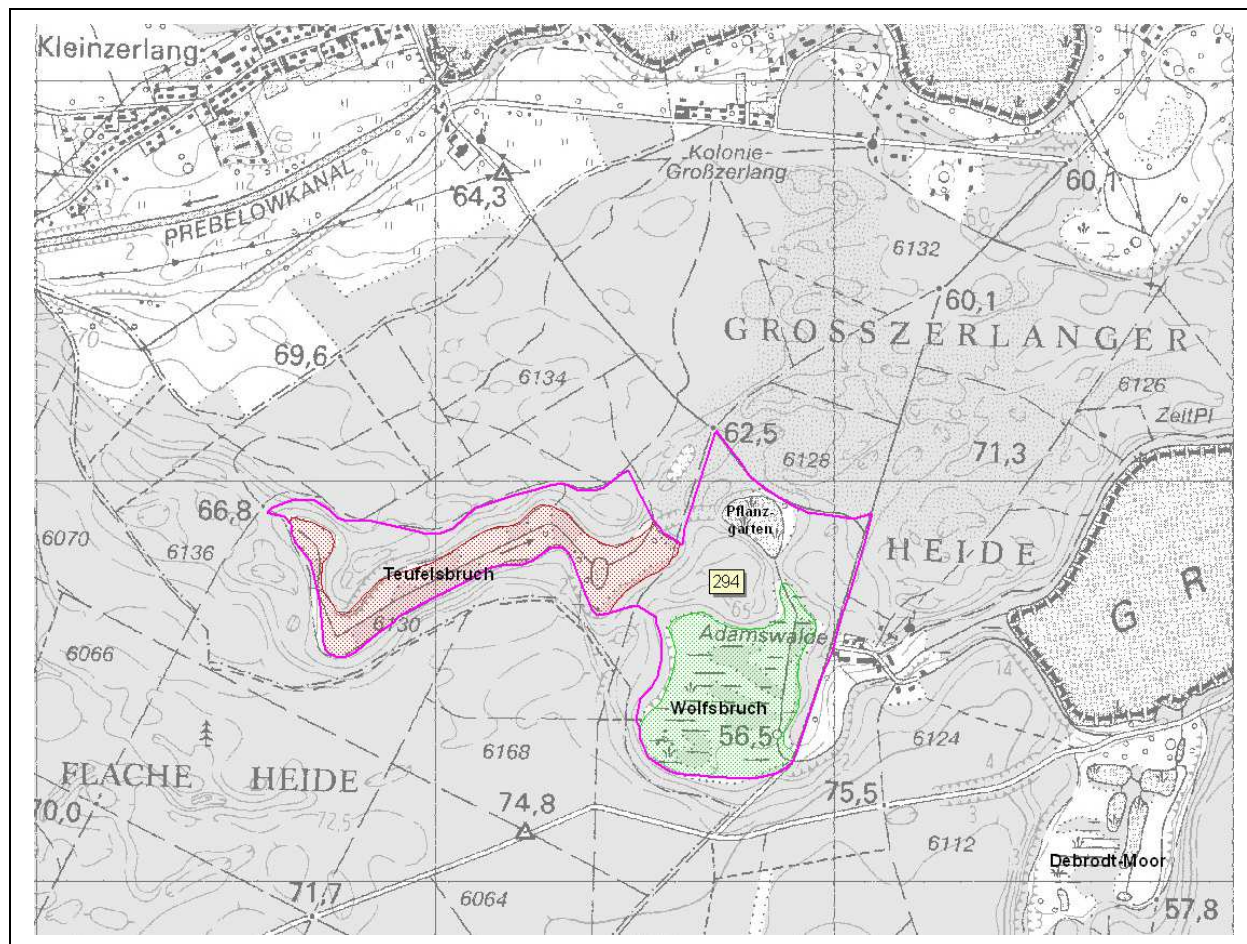 Kleinzerlang
PREBELOWKANAL
64,3
Kolonie
Großzerlang
60,1
6132
60,1
GROSSZERLANGER
69,6
6134
6126
ZeltPl
62,5
6128
71,3
66,8
Pflanz-
garten
6070
6136
HEIDE
Teufelsbruch
294
65
G R
6130
Adamswalde
6066
14
Wolfsbruch
56,5
6168
6124
FLACHE HEIDE
70,0
72,5
74,8
75,5
6112
Debrodt-Moor
71,7
6064
57,8